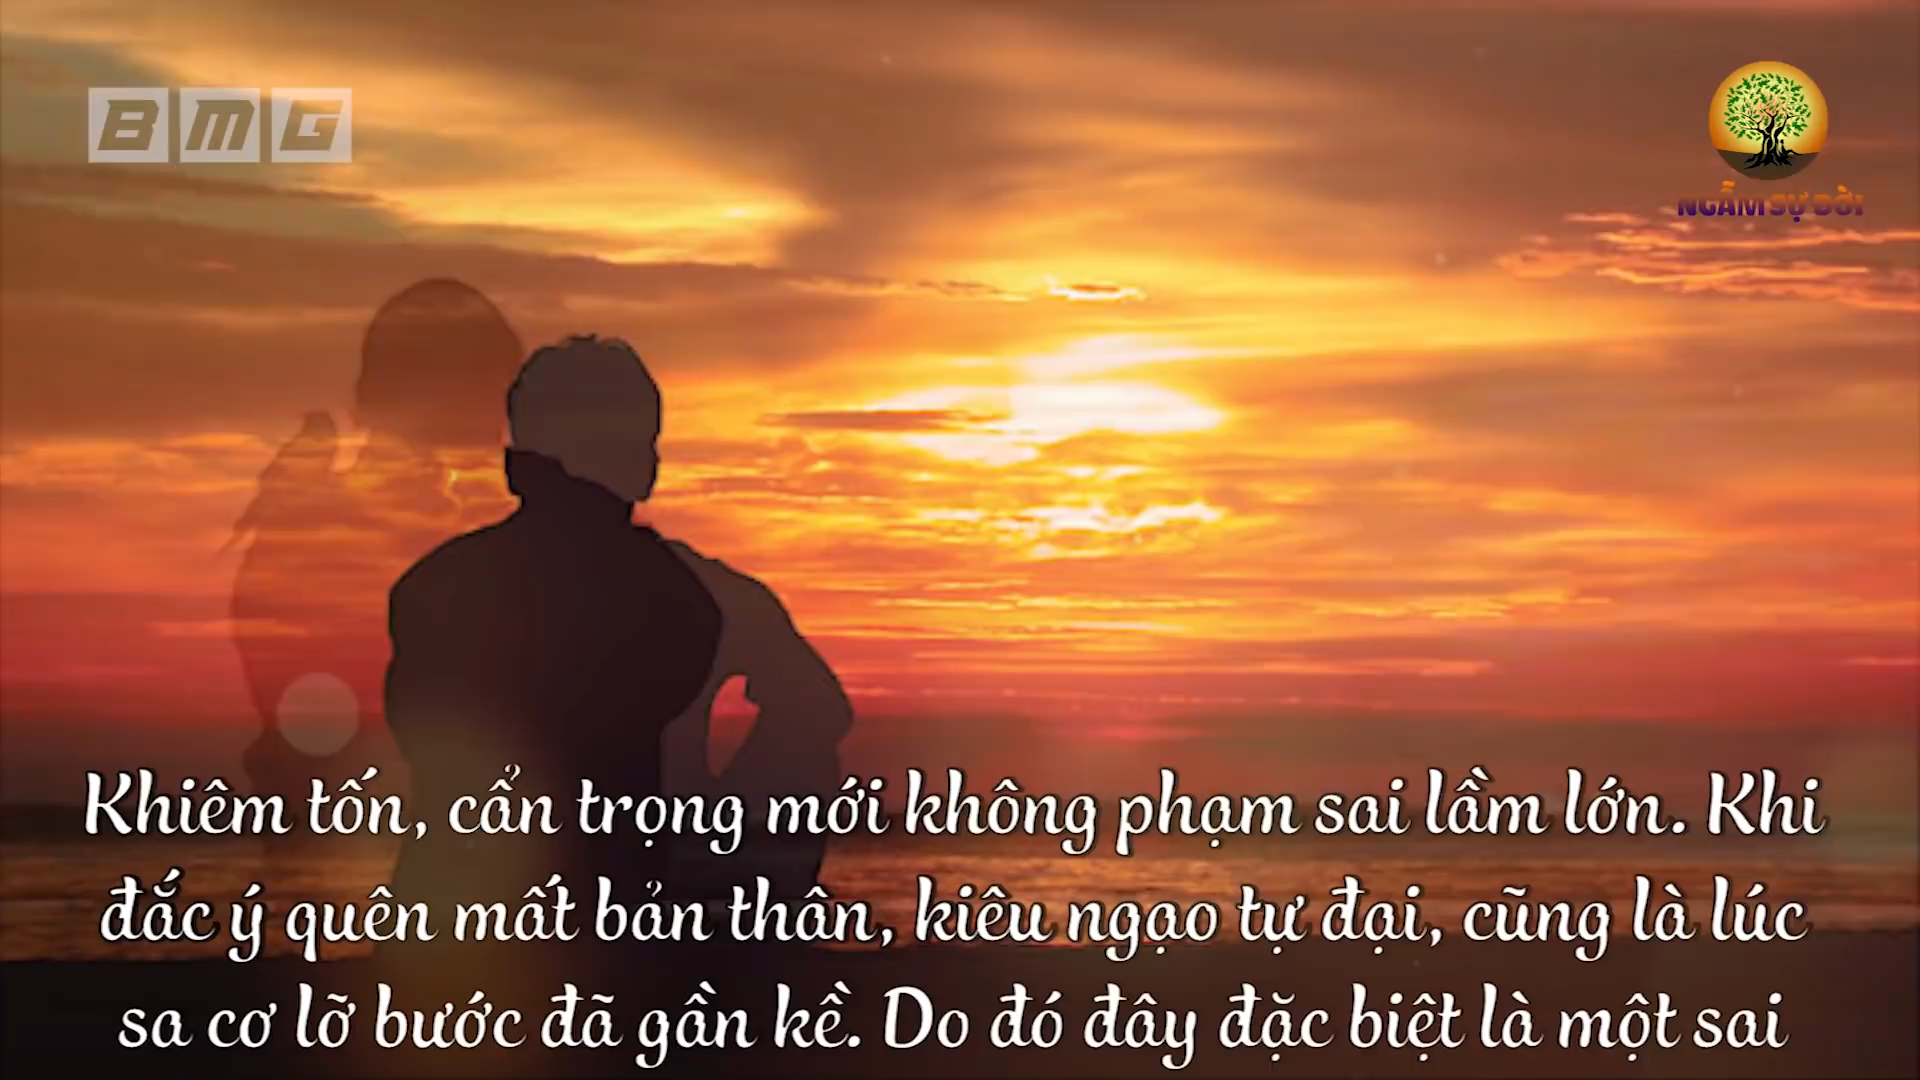 BMG
NGẪM SỰ ĐỜI
Khiêm tốn, cẩn trọng mới không phạm sai lầm lớn. Khi
đắc ý quên mất bản thân, kiêu ngạo tự đại, cũng là lúc
sa cơ lỡ bước đã gần kề. Do đó đây đặc biệt là một sai